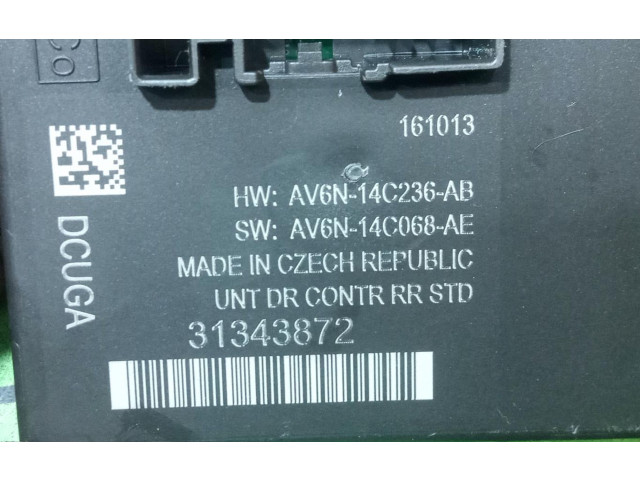 161013
HW: AV6N-14C236-AB
SW: AV6N-14C068-AE
MADE IN CZECH REPUBLIC
UNT DR CONTR RR STD
31343872
DCUGA